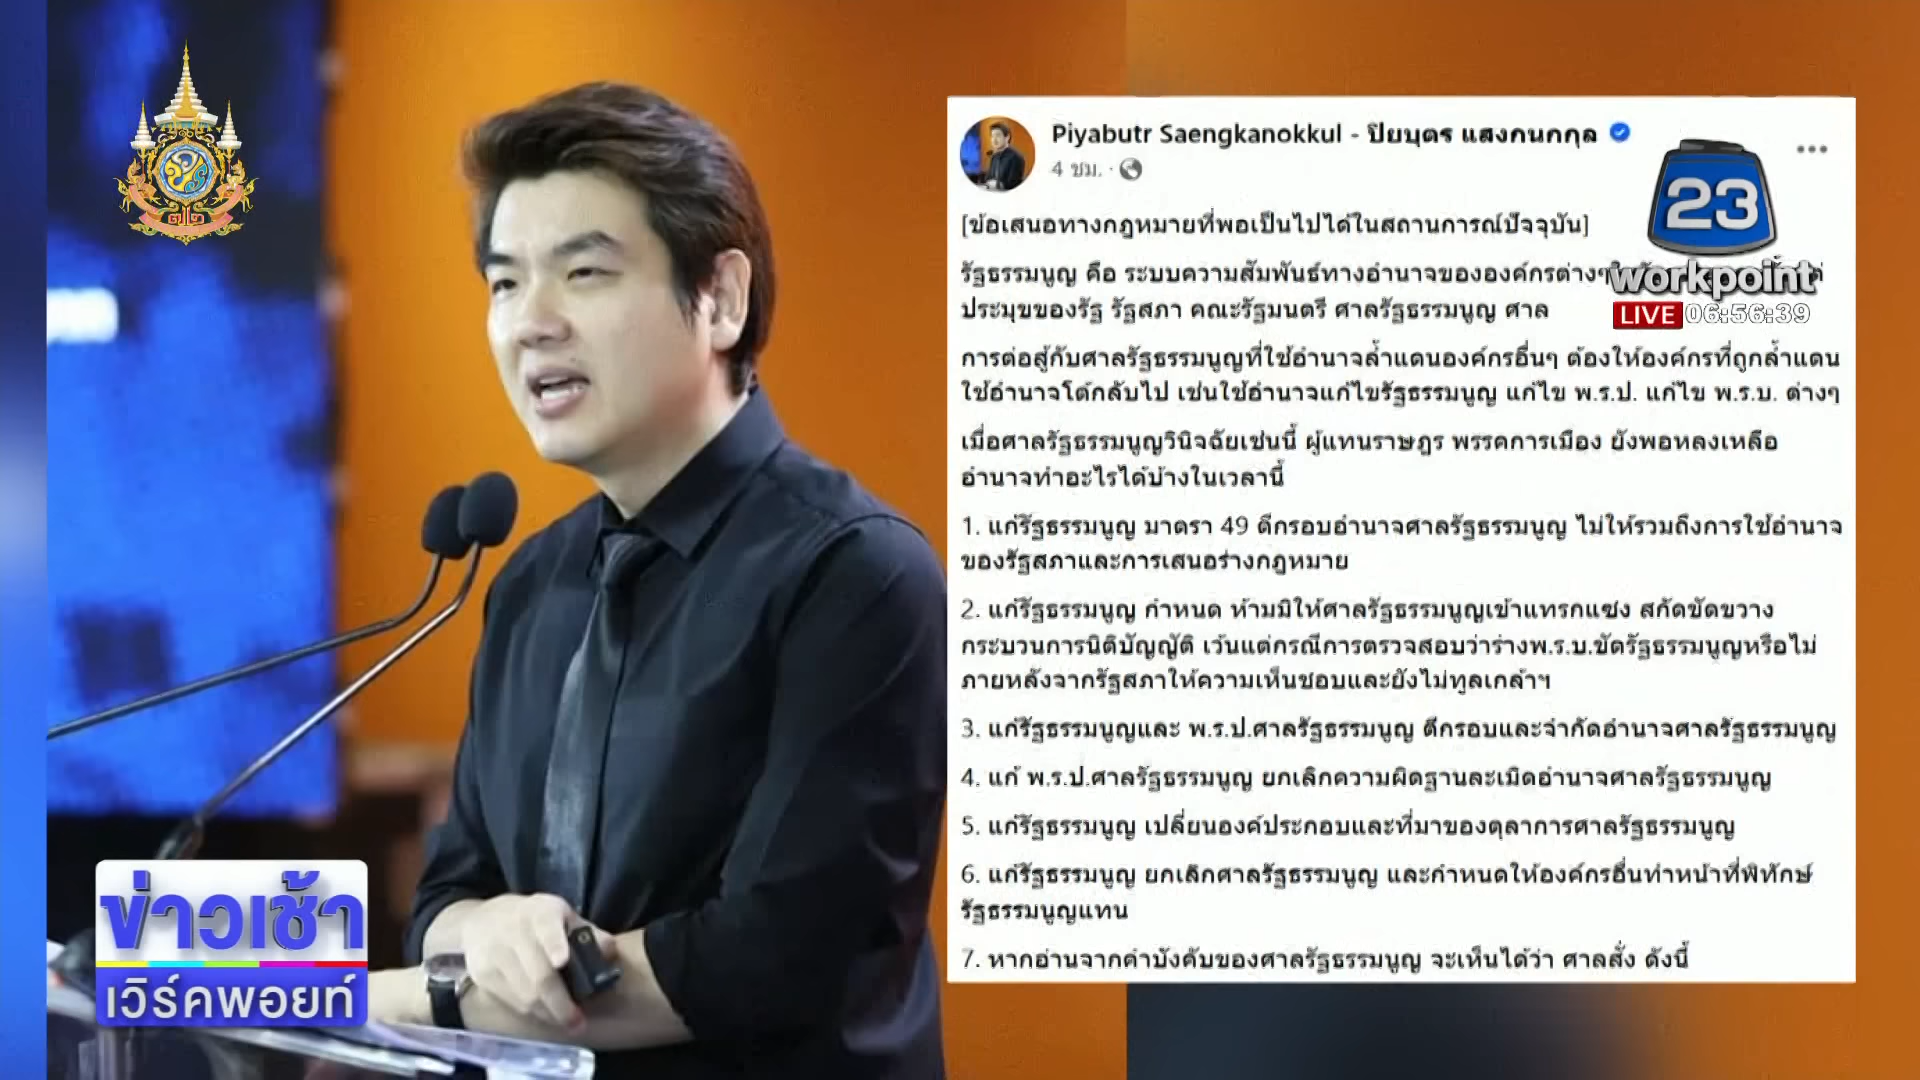 Piyabutr Saengkanokkul - ปิยบุตร แสงกนกกุล
4 ชม.
[ข้อเสนอทางกฎหมายที่พอเป็นไปได้ในสถานการณ์ปัจจุบัน]
รัฐธรรมนูญ คือ ระบบความสัมพันธ์ทางอำนาจขององค์กรต่างๆ
ประมุขของรัฐ รัฐสภา คณะรัฐมนตรี ศาลรัฐธรรมนูญ ศาล
การต่อสู้กับศาลรัฐธรรมนูญที่ใช้อำนาจล้ำแดนองค์กรอื่นๆ ต้องให้องค์กรที่ถูกล้ำแดน
ใช้อำนาจโต้กลับไป เช่นใช้อำนาจแก้ไขรัฐธรรมนูญ แก้ไข พ.ร.ป. แก้ไข พ.ร.บ. ต่างๆ
เมื่อศาลรัฐธรรมนูญวินิจฉัยเช่นนี้ ผู้แทนราษฎร พรรคการเมือง ยังพอหลงเหลือ
อำนาจทำอะไรได้บ้างในเวลานี้
1. แก้รัฐธรรมนูญ มาตรา 49 ตีกรอบอำนาจศาลรัฐธรรมนูญ ไม่ให้รวมถึงการใช้อำนาจ
ของรัฐสภาและการเสนอร่างกฎหมาย
2. แก้รัฐธรรมนูญ กำหนด ห้ามมิให้ศาลรัฐธรรมนูญเข้าแทรกแซง สกัดขัดขวาง
กระบวนการนิติบัญญัติ เว้นแต่กรณีการตรวจสอบว่าร่างพ.ร.บ.ขัดรัฐธรรมนูญหรือไม่
ภายหลังจากรัฐสภาให้ความเห็นชอบและยังไม่ทูลเกล้าฯ
3. แก้รัฐธรรมนูญและ พ.ร.ป.ศาลรัฐธรรมนูญ ตีกรอบและจำกัดอำนาจศาลรัฐธรรมนูญ
4. แก้ พ.ร.ป.ศาลรัฐธรรมนูญ ยกเลิกความผิดฐานละเมิดอำนาจศาลรัฐธรรมนูญ
5. แก้รัฐธรรมนูญ เปลี่ยนองค์ประกอบและที่มาของตุลาการศาลรัฐธรรมนูญ
6. แก้รัฐธรรมนูญ ยกเลิกศาลรัฐธรรมนูญ และกำหนดให้องค์กรอื่นทำหน้าที่พิทักษ์
รัฐธรรมนูญแทน
7. หากอ่านจากคำบังคับของศาลรัฐธรรมนูญ จะเห็นได้ว่า ศาลสั่ง ดังนี้
23
workpoint
LIVE 06:56:39
๗๒
ข่าวเช้า
เวิร์คพอยท์